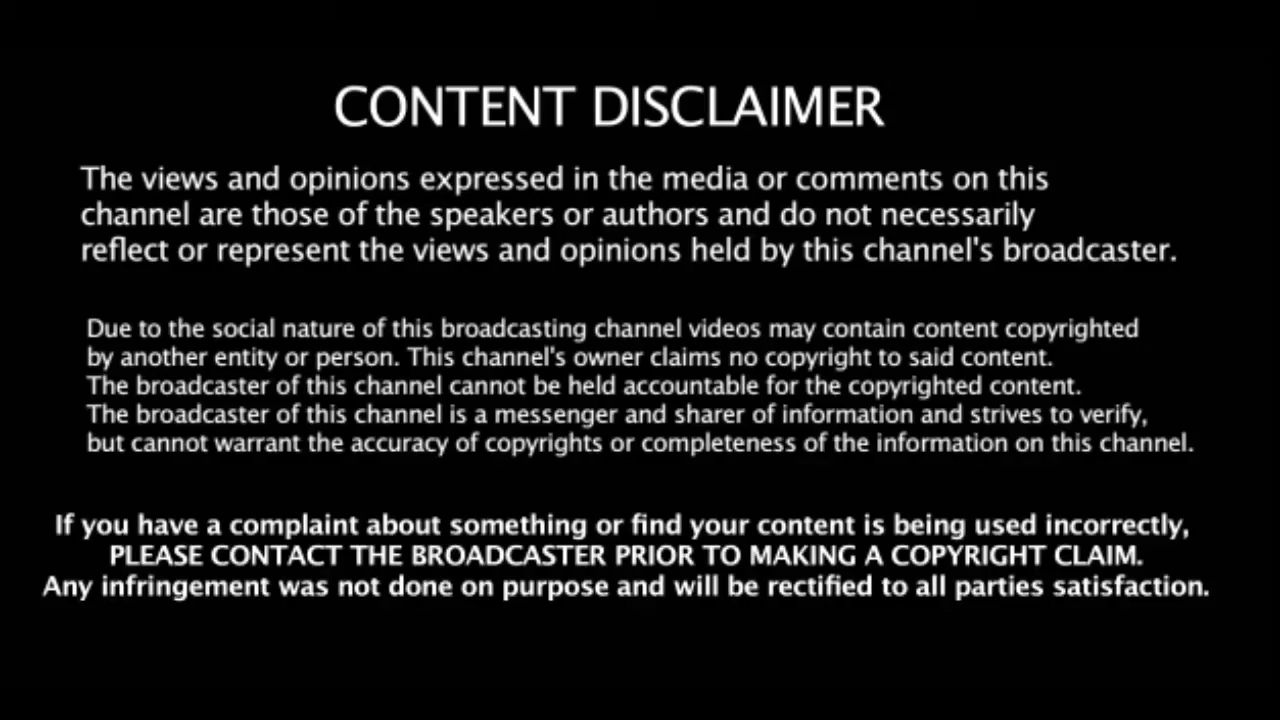 CONTENT DISCLAIMER
The views and opinions expressed in the media or comments on this
channel are those of the speakers or authors and do not necessarily
reflect or represent the views and opinions held by this channel's broadcaster.
Due to the social nature of this broadcasting channel videos may contain content copyrighted
by another entity or person. This channel's owner claims no copyright to said content.
The broadcaster of this channel cannot be held accountable for the copyrighted content.
The broadcaster of this channel is a messenger and sharer of information and strives to verify,
but cannot warrant the accuracy of copyrights or completeness of the information on this channel.
If you have a complaint about something or find your content is being used incorrectly,
PLEASE CONTACT THE BROADCASTER PRIOR TO MAKING A COPYRIGHT CLAIM.
Any infringement was not done on purpose and will be rectified to all parties satisfaction.